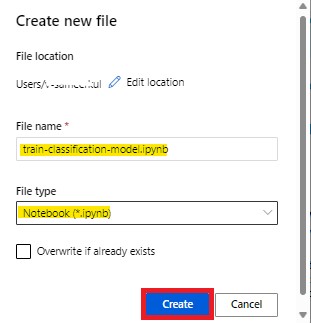 Create new file
File location
Users/
Edit location
File name *
train-classification-model.ipynb
File type
Notebook (*.ipynb)
Overwrite if already exists
Create
Cancel